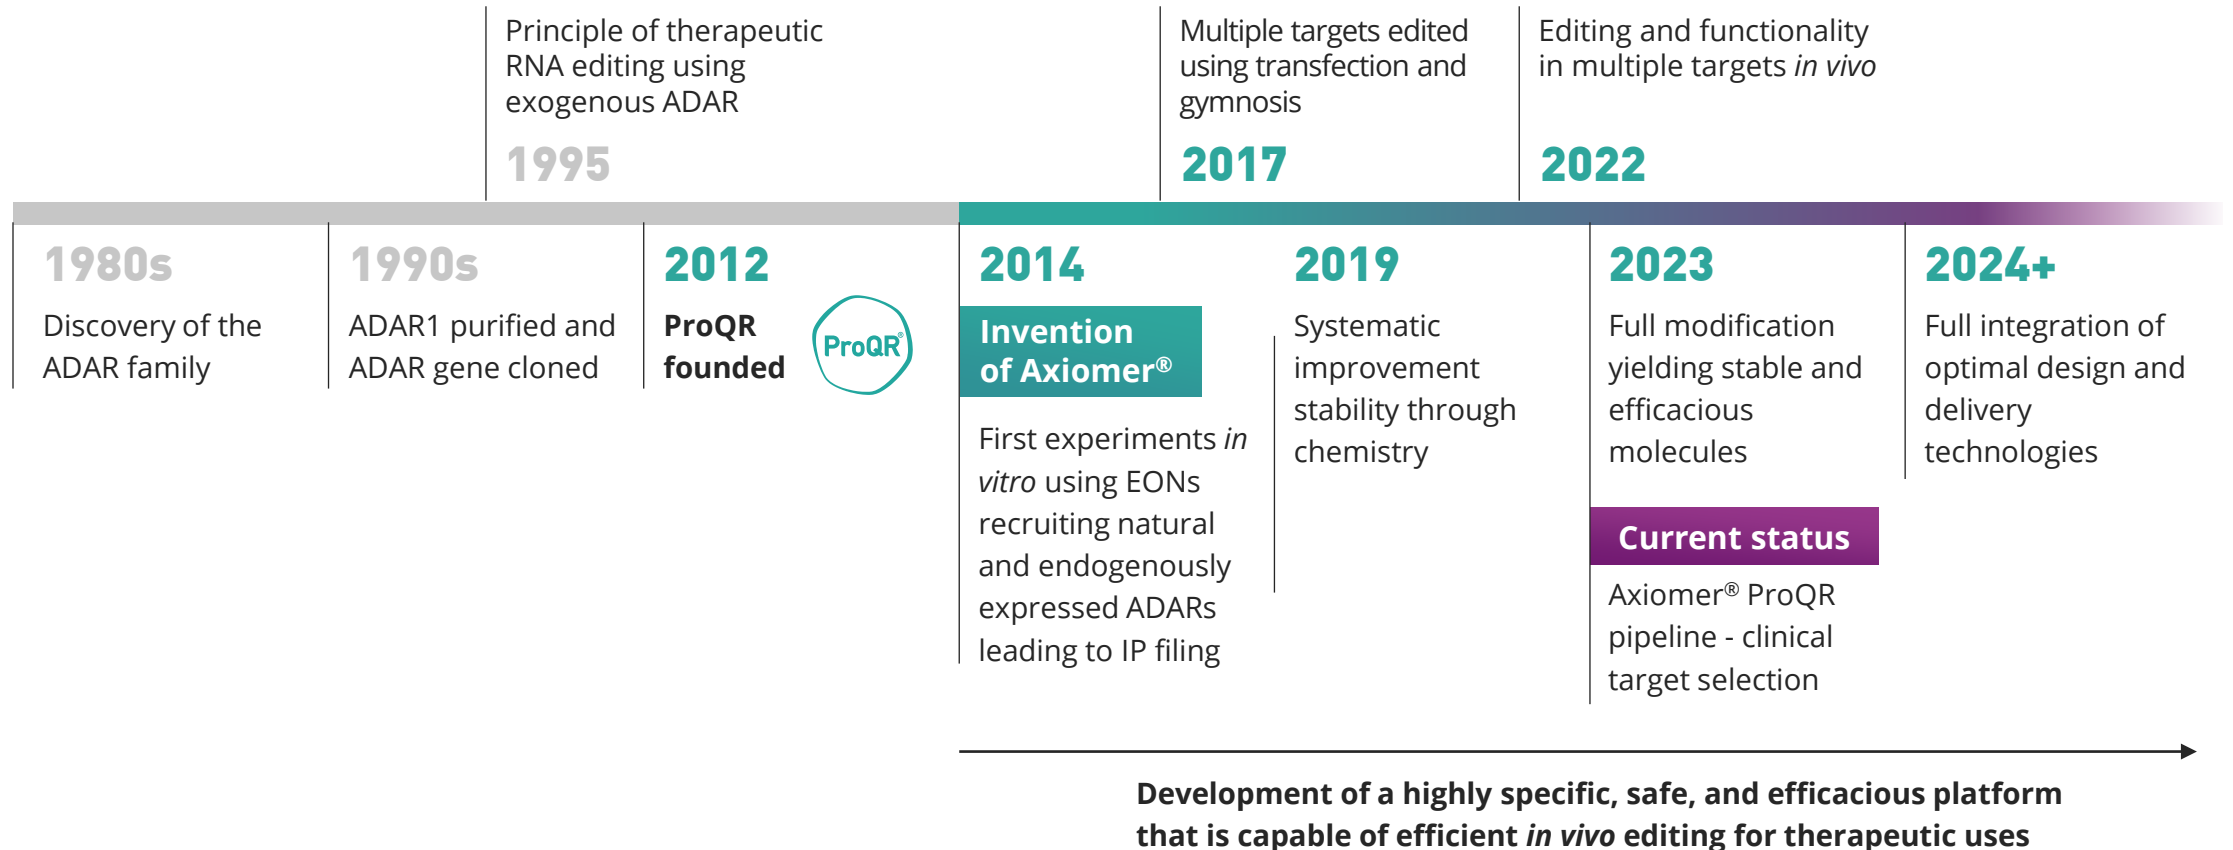 Principle of therapeutic
RNA editing using
exogenous ADAR
1995
Multiple targets edited
using transfection and
gymnosis
2017
Editing and functionality
in multiple targets in vivo
2022
1980s
Discovery of the
ADAR family
1990s
ADAR1 purified and
ADAR gene cloned
2012
ProQR
founded
ProQR®
2014
Invention
of Axiomer®
First experiments in
vitro using EONs
recruiting natural
and endogenously
expressed ADARs
leading to IP filing
2019
Systematic
improvement
stability through
chemistry
2023
Full modification
yielding stable and
efficacious
molecules
Current status
Axiomer® ProQR
pipeline - clinical
target selection
2024+
Full integration of
optimal design and
delivery
technologies
Development of a highly specific, safe, and efficacious platform
that is capable of efficient in vivo editing for therapeutic uses